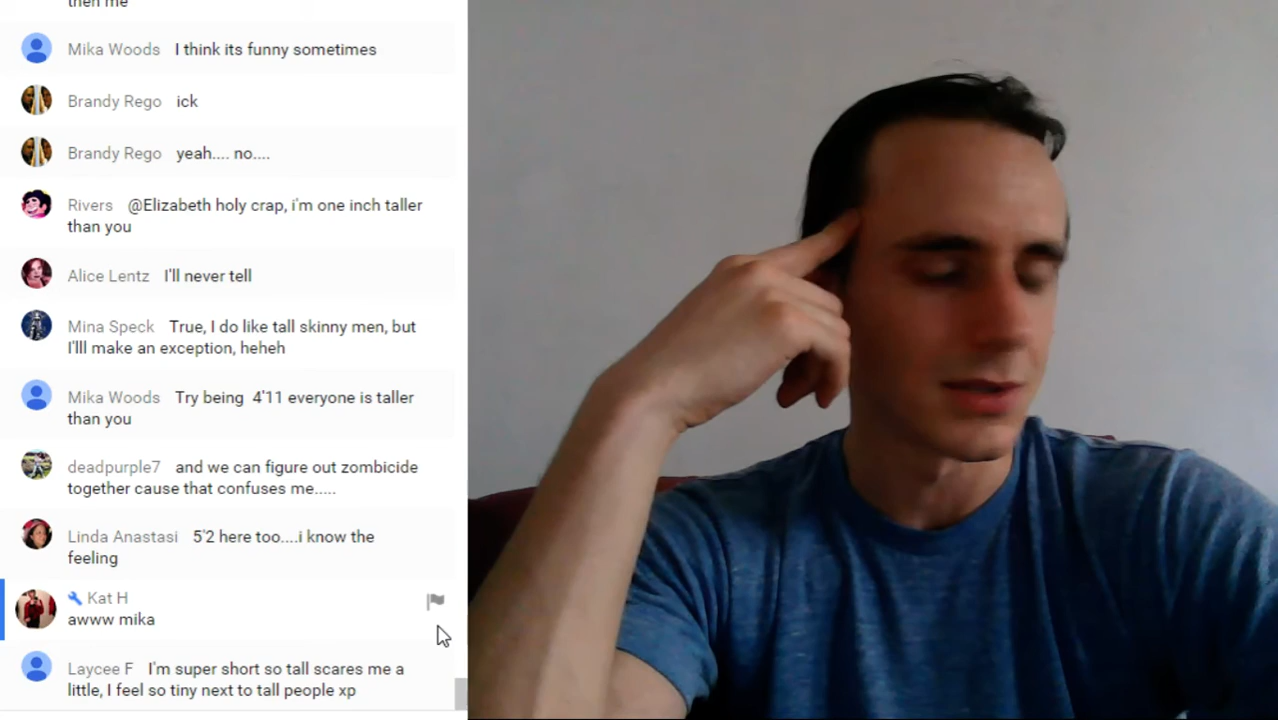 then me
Mika Woods I think its funny sometimes
Brandy Rego ick
Brandy Rego yeah.... no....
Rivers @Elizabeth holy crap, i'm one inch taller
than you
Alice Lentz I'll never tell
Mina Speck True, I do like tall skinny men, but
I'lll make an exception, heheh
Mika Woods Try being 4'11 everyone is taller
than you
deadpurple7 and we can figure out zombicide
together cause that confuses me.....
Linda Anastasi 5'2 here too....i know the
feeling
Kat H
awww mika
Laycee F I'm super short so tall scares me a
little, I feel so tiny next to tall people xp